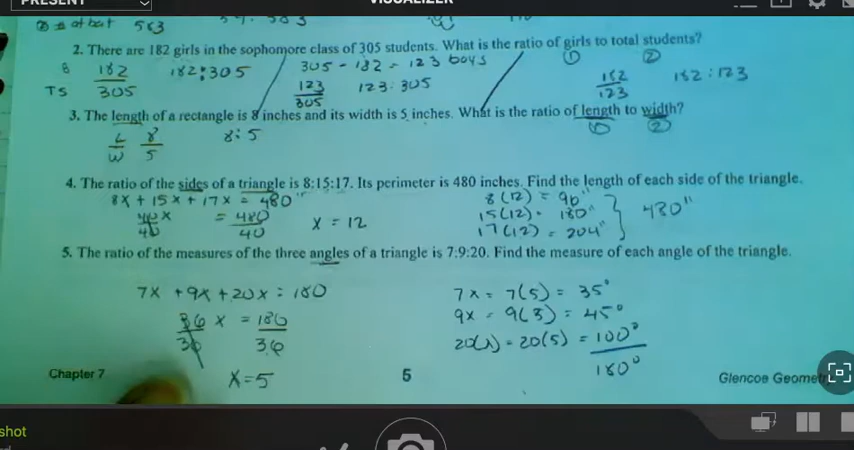 PRESENT
VISUALIZER
563
2. There are 182 girls in the sophomore class of 305 students. What is the ratio of girls to total students?
① ②
G 182 182:305 305 - 182 = 123 boys
TS 305
123 123:305
305
182 182:123
123
3. The length of a rectangle is 8 inches and its width is 5 inches. What is the ratio of length to width?
① ②
L 8 8:5
W 5
4. The ratio of the sides of a triangle is 8:15:17. Its perimeter is 480 inches. Find the length of each side of the triangle.
8x + 15x + 17x = 480" 8(12) = 96"
40x = 480 x = 12 15(12) = 180" 480"
40 40 17(12) = 204"
5. The ratio of the measures of the three angles of a triangle is 7:9:20. Find the measure of each angle of the triangle.
7x + 9x + 20x = 180 7x = 7(5) = 35°
36x = 180 9x = 9(5) = 45°
36 36 20(x) = 20(5) = 100°
x = 5 180°
Chapter 7 5 Glencoe Geomet
shot